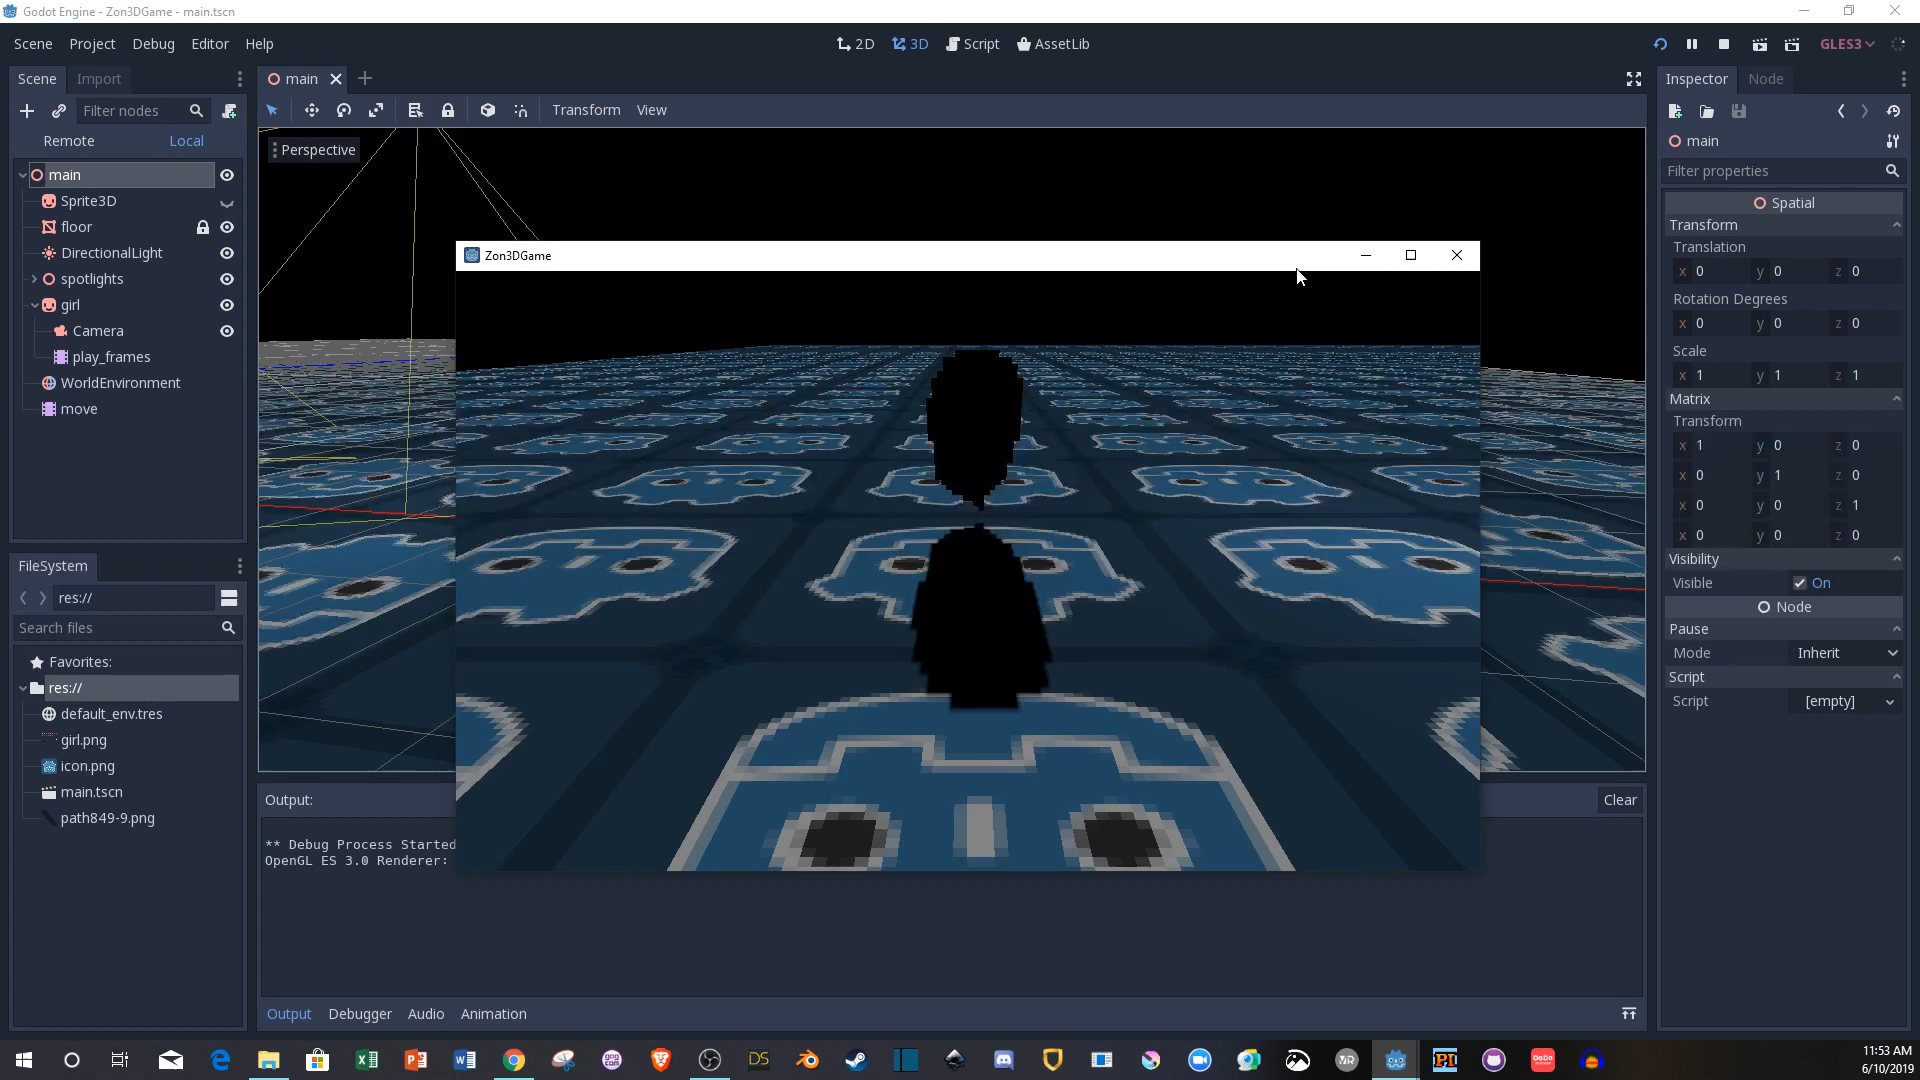 Godot Engine - Zon3DGame - main.tscn
Scene Project Debug Editor Help
2D 3D Script AssetLib
GLES3
Scene Import
main
Inspector Node
Filter nodes
Transform View
Remote Local
Perspective
main
Sprite3D
floor
DirectionalLight
spotlights
girl
Camera
play_frames
WorldEnvironment
move
Zon3DGame
main
Filter properties
Spatial
Transform
Translation
x 0 y 0 z 0
Rotation Degrees
x 0 y 0 z 0
Scale
x 1 y 1 z 1
Matrix
Transform
x 1 y 0 z 0
x 0 y 1 z 0
x 0 y 0 z 1
x 0 y 0 z 0
Visibility
Visible On
Node
Pause
Mode Inherit
Script
Script [empty]
FileSystem
res://
Search files
Favorites:
res://
default_env.tres
girl.png
icon.png
main.tscn
path849-9.png
Output:
Clear
** Debug Process Started
OpenGL ES 3.0 Renderer:
Output Debugger Audio Animation
11:53 AM
6/10/2019